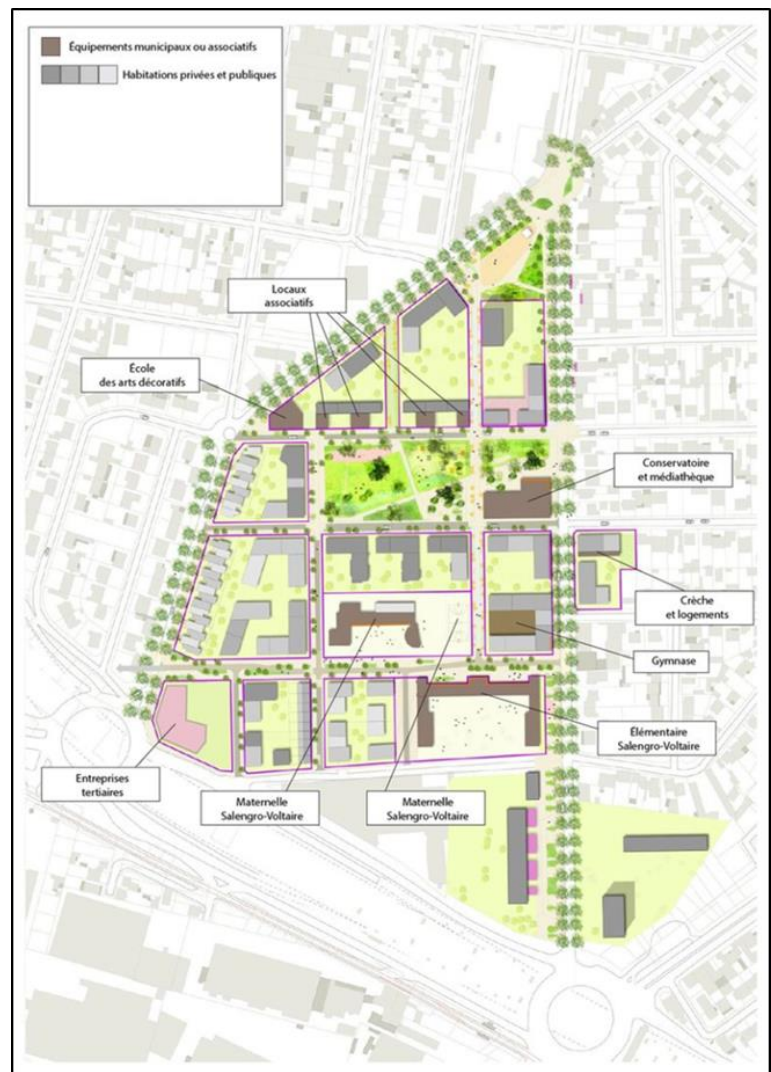 Équipements municipaux ou associatifs
Habitations privées et publiques
Locaux
associatifs
École
des arts décoratifs
Conservatoire
et médiathèque
Crèche
et logements
Gymnase
Élémentaire
Salengro-Voltaire
Entreprises
tertiaires
Maternelle
Salengro-Voltaire
Maternelle
Salengro-Voltaire